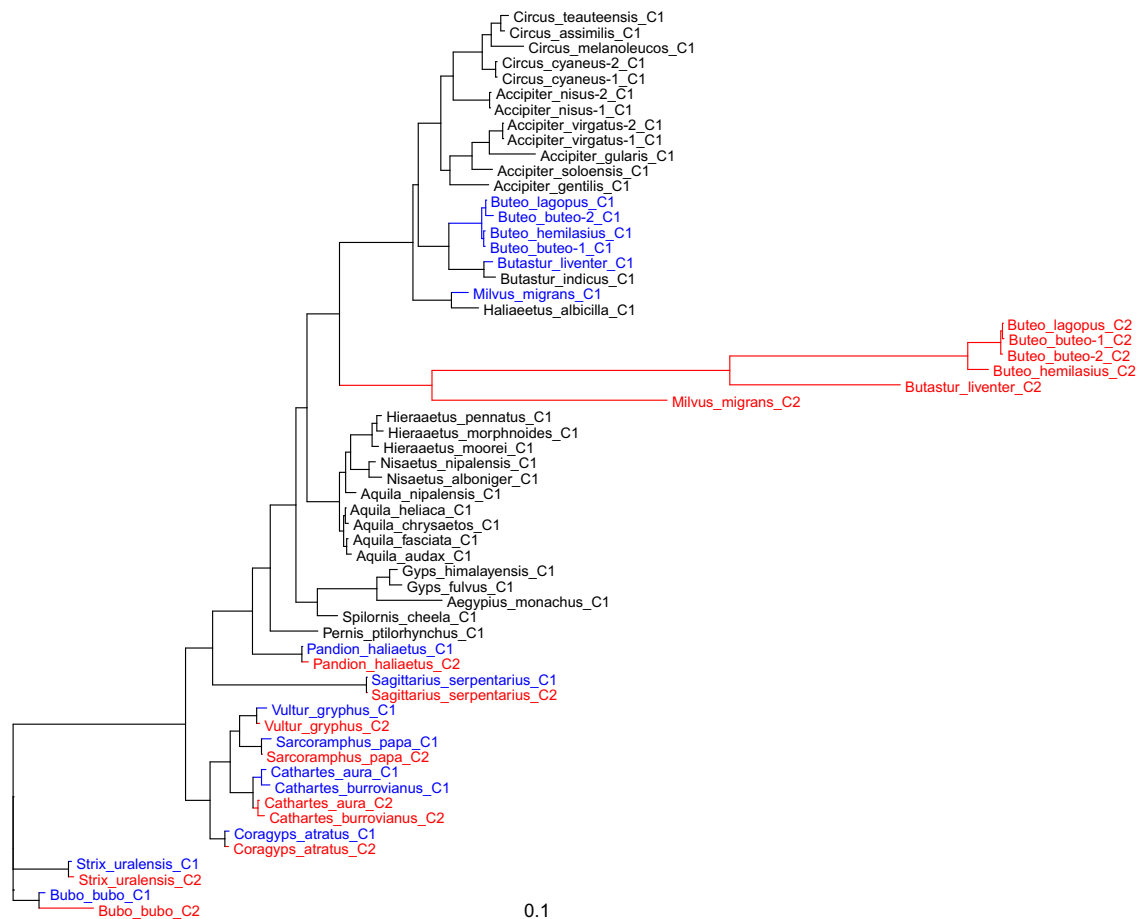 Circus_teauteensis_C1
Circus_assimilis_C1
Circus_melanoleucos_C1
Circus_cyaneus-2_C1
Circus_cyaneus-1_C1
Accipiter_nisus-2_C1
Accipiter_nisus-1_C1
Accipiter_virgatus-2_C1
Accipiter_virgatus-1_C1
Accipiter_gularis_C1
Accipiter_soloensis_C1
Accipiter_gentilis_C1
Buteo_lagopus_C1
Buteo_buteo-2_C1
Buteo_hemilasius_C1
Buteo_buteo-1_C1
Butastur_liventer_C1
Butastur_indicus_C1
Milvus_migrans_C1
Haliaeetus_albicilla_C1
Buteo_lagopus_C2
Buteo_buteo-1_C2
Buteo_buteo-2_C2
Buteo_hemilasius_C2
Butastur_liventer_C2
Milvus_migrans_C2
Hieraaetus_pennatus_C1
Hieraaetus_morphnoides_C1
Hieraaetus_moorei_C1
Nisaetus_nipalensis_C1
Nisaetus_alboniger_C1
Aquila_nipalensis_C1
Aquila_heliaca_C1
Aquila_chrysaetos_C1
Aquila_fasciata_C1
Aquila_audax_C1
Gyps_himalayensis_C1
Gyps_fulvus_C1
Aegypius_monachus_C1
Spilornis_cheela_C1
Pernis_ptilorhynchus_C1
Pandion_haliaetus_C1
Pandion_haliaetus_C2
Sagittarius_serpentarius_C1
Sagittarius_serpentarius_C2
Vultur_gryphus_C1
Vultur_gryphus_C2
Sarcoramphus_papa_C1
Sarcoramphus_papa_C2
Cathartes_aura_C1
Cathartes_burrovianus_C1
Cathartes_aura_C2
Cathartes_burrovianus_C2
Coragyps_atratus_C1
Coragyps_atratus_C2
Strix_uralensis_C1
Strix_uralensis_C2
Bubo_bubo_C1
Bubo_bubo_C2
0.1